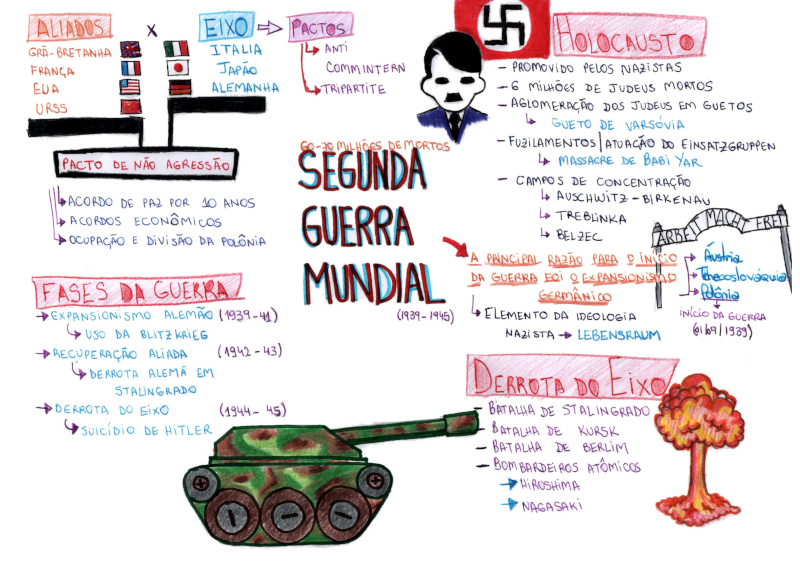 ALIADOS X EIXO PACTOS
GRÃ-BRETANHA
FRANÇA
EUA
URSS
ITALIA
JAPÃO
ALEMANHA
ANTI
COMMINTERN
TRIPARTITE
PACTO DE NÃO AGRESSÃO
ACORDO DE PAZ POR 10 ANOS
ACORDOS ECONÔMICOS
OCUPAÇÃO E DIVISÃO DA POLÔNIA
FASES DA GUERRA
EXPANSIONISMO ALEMÃO (1939-41)
USO DA BLITZKRIEG
RECUPERAÇÃO ALIADA (1942-43)
DERROTA ALEMÃ EM
STALINGRADO
DERROTA DO EIXO (1944-45)
SUICÍDIO DE HITLER
60-70 MILHÕES DE MORTOS
SEGUNDA
GUERRA
MUNDIAL
(1939-1945)
HOLOCAUSTO
- PROMOVIDO PELOS NAZISTAS
- 6 MILHÕES DE JUDEUS MORTOS
- AGLOMERAÇÃO DOS JUDEUS EM GUETOS
GUETO DE VARSÓVIA
- FUZILAMENTOS/ATUAÇÃO DO EINSATZGRUPPEN
MASSACRE DE BABI YAR
- CAMPOS DE CONCENTRAÇÃO
AUSCHWITZ-BIRKENAU
TREBLINKA
BELZEC
ARBEIT MACHT FREI
A PRINCIPAL RAZÃO PARA O INÍCIO
DA GUERRA FOI O EXPANSIONISMO
GERMÂNICO
ELEMENTO DA IDEOLOGIA
NAZISTA → LEBENSRAUM
Áustria
Tchecoslováquia
Polônia
INÍCIO DA GUERRA
(01/09/1939)
DERROTA DO EIXO
- BATALHA DE STALINGRADO
- BATALHA DE KURSK
- BATALHA DE BERLIM
- BOMBARDEIROS ATÔMICOS
HIROSHIMA
NAGASAKI